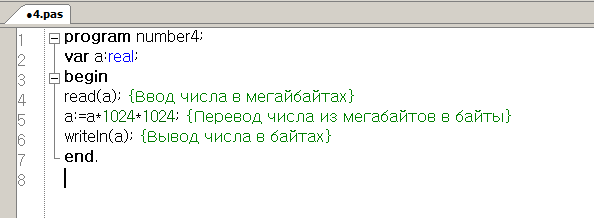 •4.pas
1 program number4;
2 var a:real;
3 begin
4 read(a); {Ввод числа в мегайбайтах}
5 a:=a*1024*1024; {Перевод числа из мегабайтов в байты}
6 writeln(a); {Вывод числа в байтах}
7 end.
8